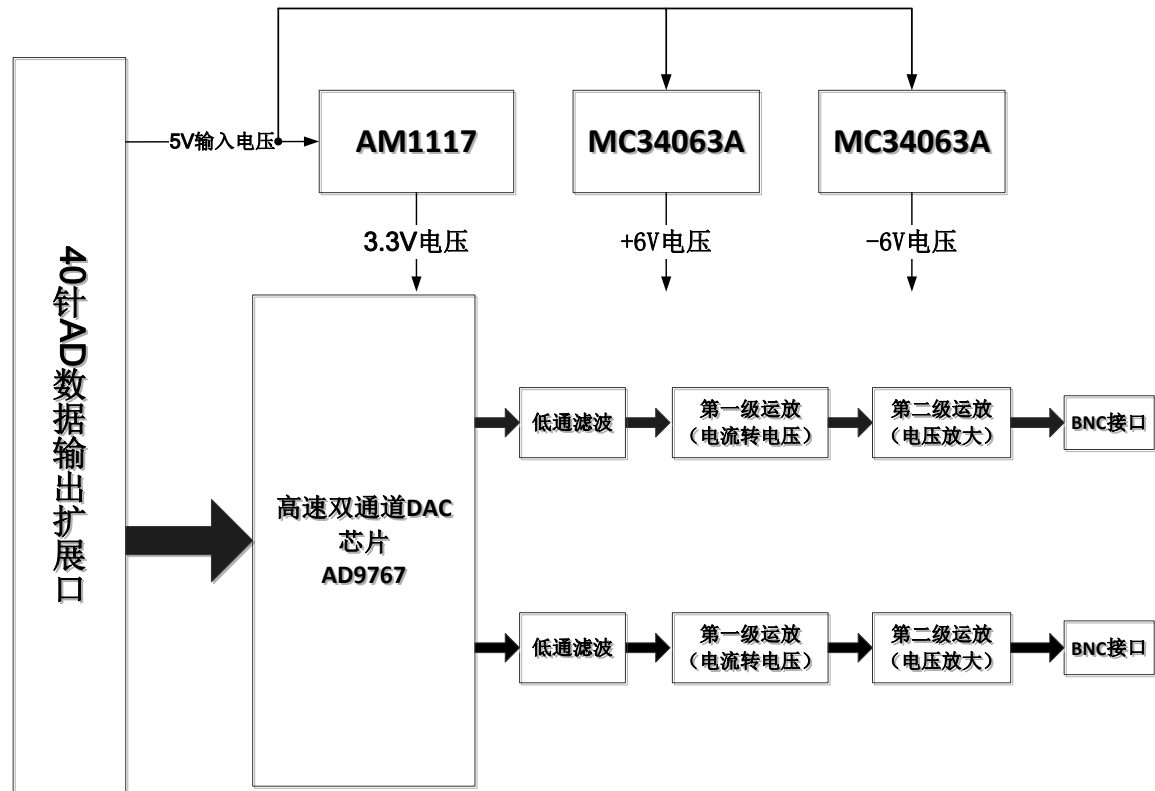 5V输入电压
AM1117
MC34063A
MC34063A
3.3V电压
+6V电压
-6V电压
40针AD数据输出扩展口
高速双通道DAC
芯片
AD9767
低通滤波
第一级运放
（电流转电压）
第二级运放
（电压放大）
BNC接口
低通滤波
第一级运放
（电流转电压）
第二级运放
（电压放大）
BNC接口